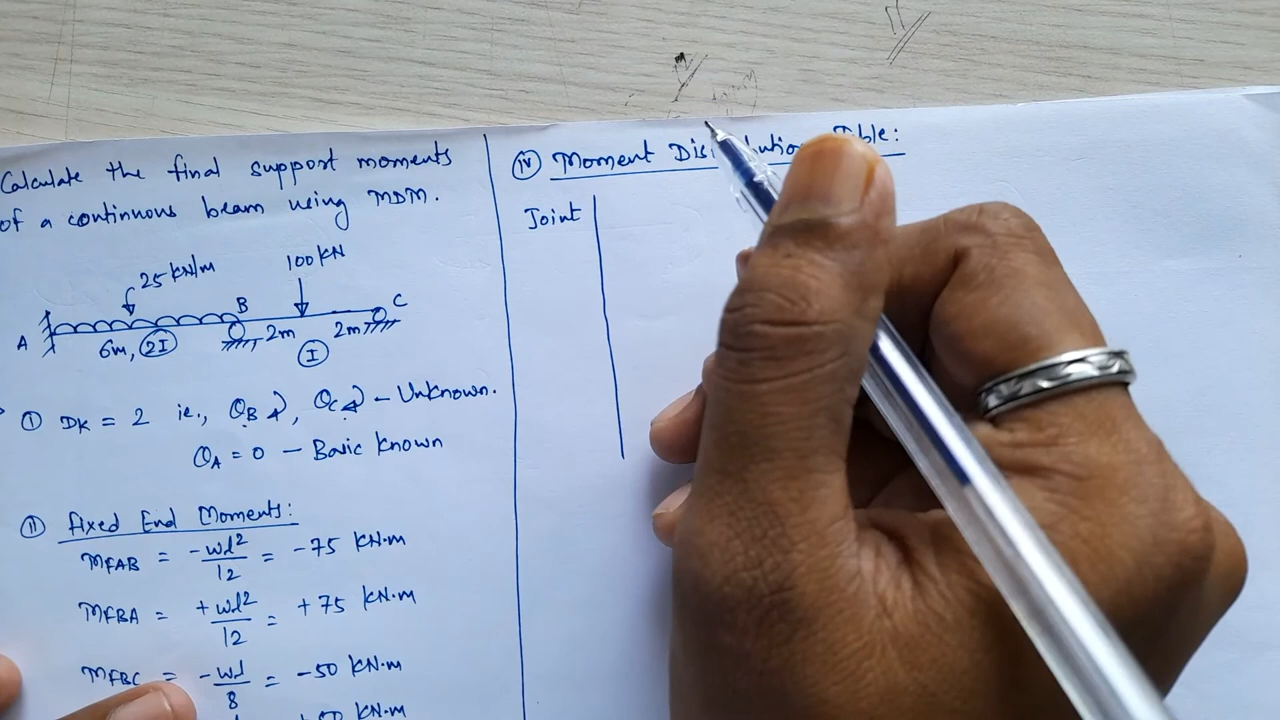 Calculate the final support moments
of a continuous beam using MDM.
25 KN/m
100 KN
A
B
C
6m, 2I
2m
2m
I
① DK = 2 ie., θB, θC – Unknown.
θA = 0 – Basic Known
② Fixed End Moments:
MFAB = -wl²/12 = -75 KN.m
MFBA = +wl²/12 = +75 KN.m
MFBC = -wl/8 = -50 KN.m
KN.m
IV Moment
Joint